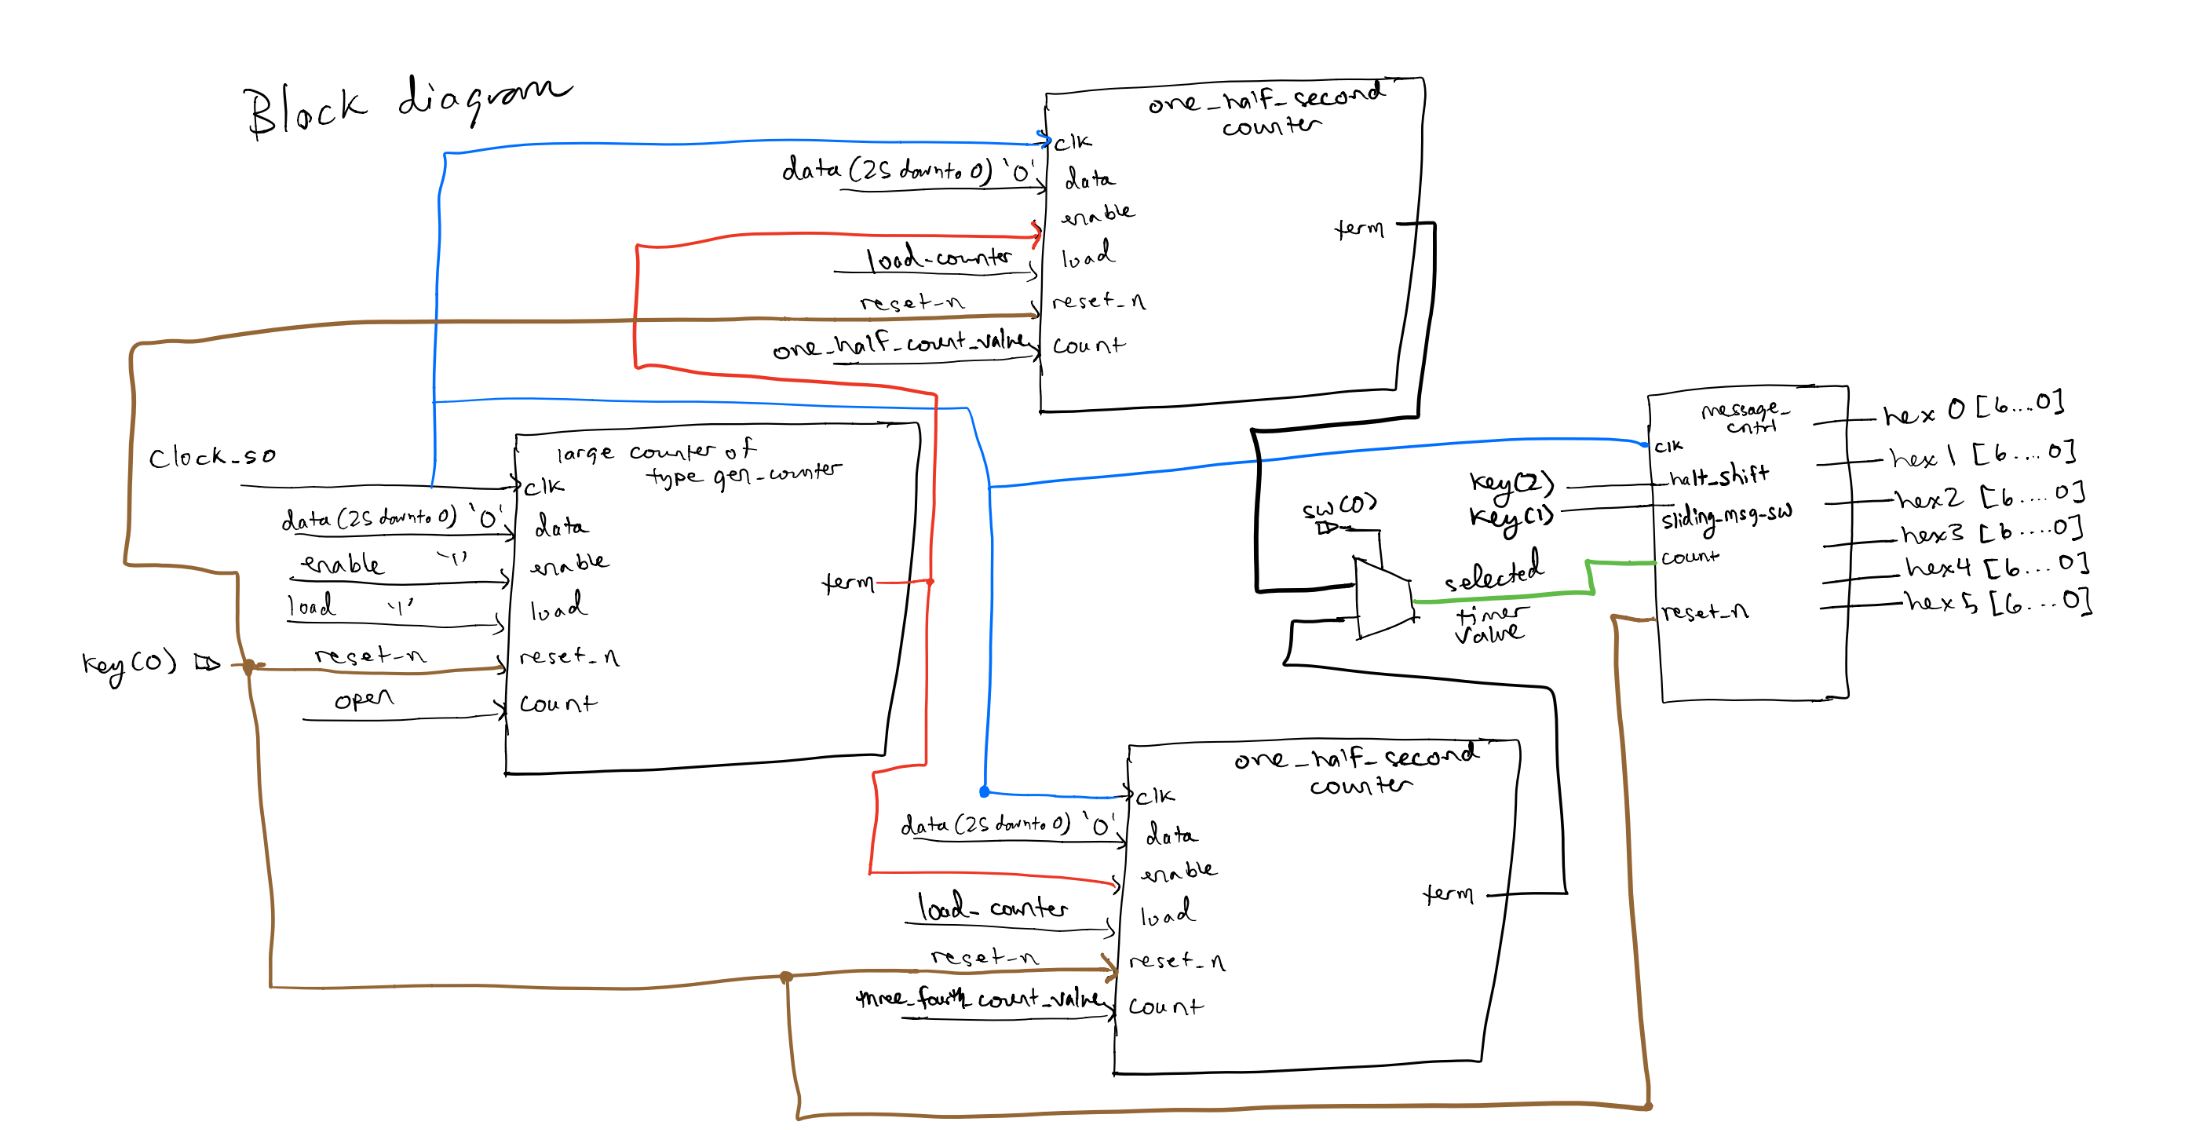 Block diagram
one_half_second
counter
clk
data (25 downto 0) '0'
data
enable
load-counter
load
reset-n
reset_n
one_half_count_value
count
term
Clock_50
large counter of
type gen_counter
clk
data (25 downto 0) '0'
data
enable '1'
enable
load '1'
load
key(0)
reset-n
reset_n
open
count
term
sw(0)
selected
timer
value
message_
cntrl
clk
key(2)
halt_shift
key(1)
sliding_msg_sw
count
reset_n
hex 0 [6...0]
hex 1 [6....0]
hex2 [6....0]
hex3 [6....0]
hex4 [6...0]
hex5 [6...0]
one_half_second
counter
clk
data (25 downto 0) '0'
data
enable
load-counter
load
reset-n
reset_n
three_fourth_count_value
count
term